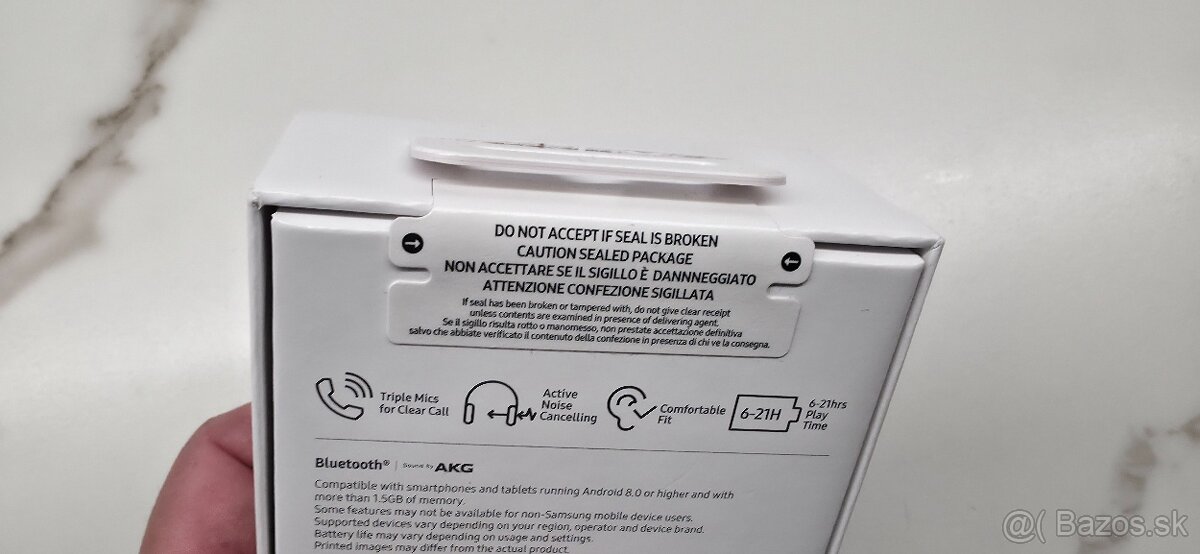 DO NOT ACCEPT IF SEAL IS BROKEN
CAUTION SEALED PACKAGE
NON ACCETTARE SE IL SIGILLO È DANNNEGGIATO
ATTENZIONE CONFEZIONE SIGILLATA
If seal has been broken or tampered with, do not give clear receipt
unless contents are examined in presence of delivering agent.
Se il sigillo risulta rotto o manomesso, non prestate accettazione definitiva
salvo che abbiate verificato il contenuto della confezione in presenza di chi ve la consegna.
Triple Mics
for Clear Call
Active
Noise
Cancelling
Comfortable
Fit
6-21H
6-21hrs
Play
Time
Bluetooth® | Sound by AKG
Compatible with smartphones and tablets running Android 8.0 or higher and with
more than 1.5GB of memory.
Some features may not be available for non-Samsung mobile device users.
Supported devices vary depending on your region, operator and device brand.
Battery life may vary depending on usage and settings.
Printed images may differ from the actual product.
@( Bazos.sk